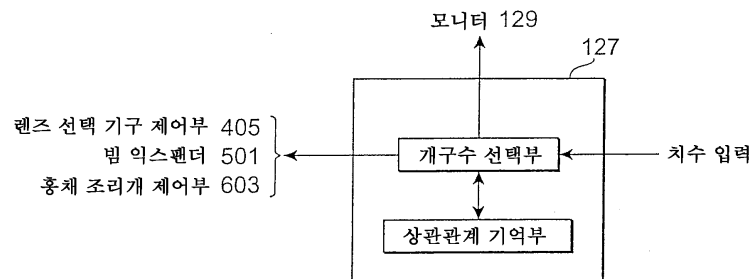 모니터 129
127
렌즈 선택 기구 제어부 405
빔 익스팬더 501
홍채 조리개 제어부 603
개구수 선택부
치수 입력
상관관계 기억부